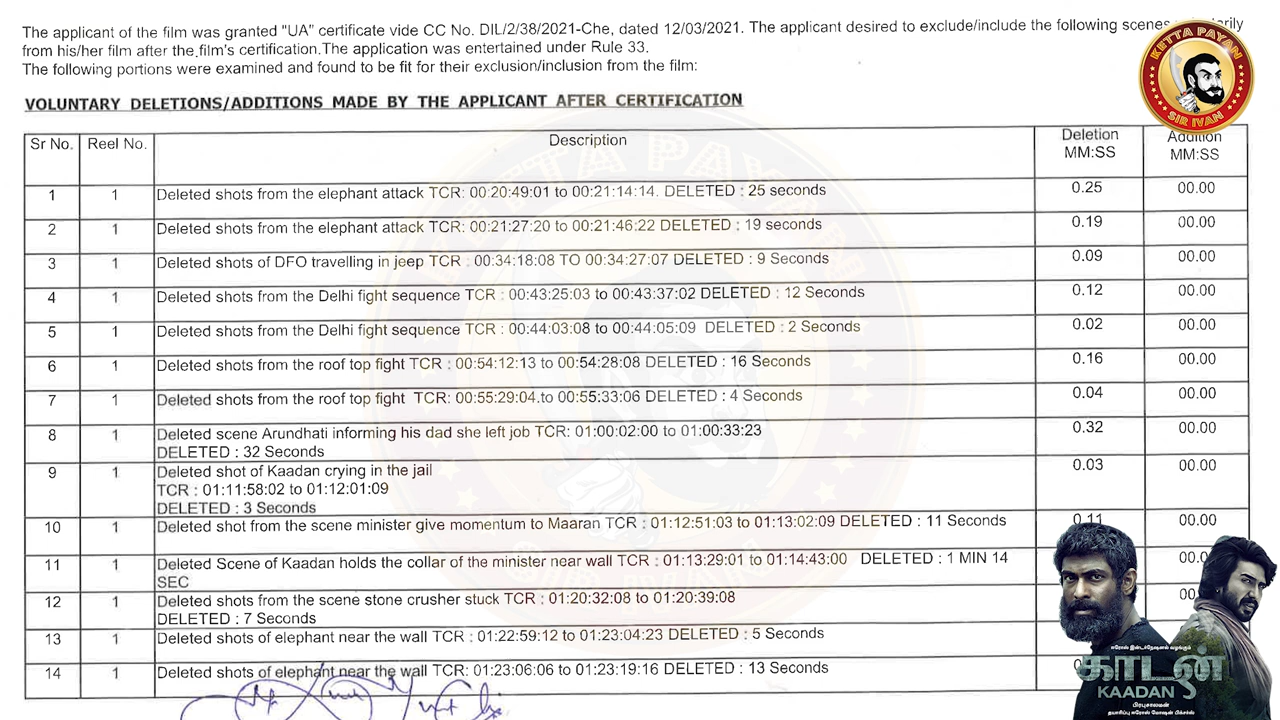 The applicant of the film was granted "UA" certificate vide CC No. DIL/2/38/2021-Che, dated 12/03/2021. The applicant desired to exclude/include the following scenes
from his/her film after the film's certification. The application was entertained under Rule 33.
The following portions were examined and found to be fit for their exclusion/inclusion from the film:
KETTA PAYAN
SIR IVAN
VOLUNTARY DELETIONS/ADDITIONS MADE BY THE APPLICANT AFTER CERTIFICATION
Sr No. Reel No. Description Deletion MM:SS Addition MM:SS
1 1 Deleted shots from the elephant attack TCR: 00:20:49:01 to 00:21:14:14. DELETED : 25 seconds 0.25 00.00
2 1 Deleted shots from the elephant attack TCR: 00:21:27:20 to 00:21:46:22 DELETED : 19 seconds 0.19 00.00
3 1 Deleted shots of DFO travelling in jeep TCR : 00:34:18:08 TO 00:34:27:07 DELETED : 9 Seconds 0.09 00.00
4 1 Deleted shots from the Delhi fight sequence TCR : 00:43:25:03 to 00:43:37:02 DELETED : 12 Seconds 0.12 00.00
5 1 Deleted shots from the Delhi fight sequence TCR : 00:44:03:08 to 00:44:05:09 DELETED : 2 Seconds 0.02 00.00
6 1 Deleted shots from the roof top fight TCR : 00:54:12:13 to 00:54:28:08 DELETED : 16 Seconds 0.16 00.00
7 1 Deleted shots from the roof top fight TCR: 00:55:29:04.to 00:55:33:06 DELETED : 4 Seconds 0.04 00.00
8 1 Deleted scene Arundhati informing his dad she left job TCR: 01:00:02:00 to 01:00:33:23 0.32 00.00
DELETED : 32 Seconds
9 1 Deleted shot of Kaadan crying in the jail 0.03 00.00
TCR : 01:11:58:02 to 01:12:01:09
DELETED : 3 Seconds
10 1 Deleted shot from the scene minister give momentum to Maaran TCR : 01:12:51:03 to 01:13:02:09 DELETED : 11 Seconds 0.11 00.00
11 1 Deleted Scene of Kaadan holds the collar of the minister near wall TCR : 01:13:29:01 to 01:14:43:00 DELETED : 1 MIN 14
SEC
12 1 Deleted shots from the scene stone crusher stuck TCR : 01:20:32:08 to 01:20:39:08
DELETED : 7 Seconds
13 1 Deleted shots of elephant near the wall TCR : 01:22:59:12 to 01:23:04:23 DELETED : 5 Seconds
14 1 Deleted shots of elephant near the wall TCR: 01:23:06:06 to 01:23:19:16 DELETED : 13 Seconds
ஈரோஸ் இன்டர்நேஷனல் வழங்கும்
காடன்
KAADAN
பிரபுசாலமன்
தயாரிப்பு ஈரோஸ் மோஷன் பிக்சர்ஸ்